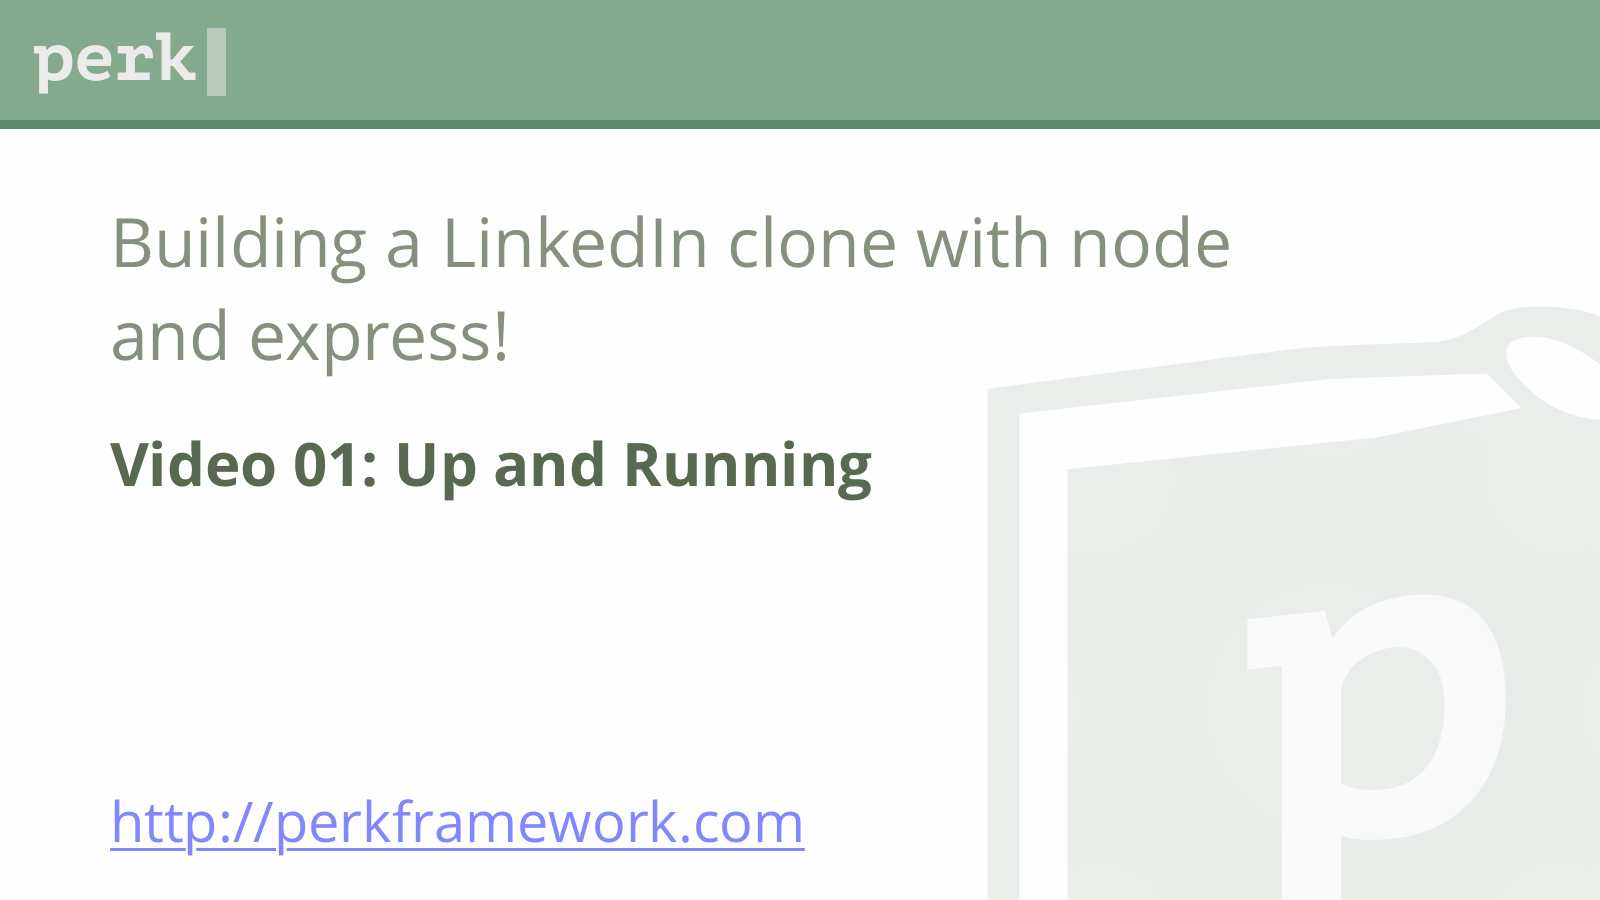 perk
Building a LinkedIn clone with node
and express!
Video 01: Up and Running
p
http://perkframework.com